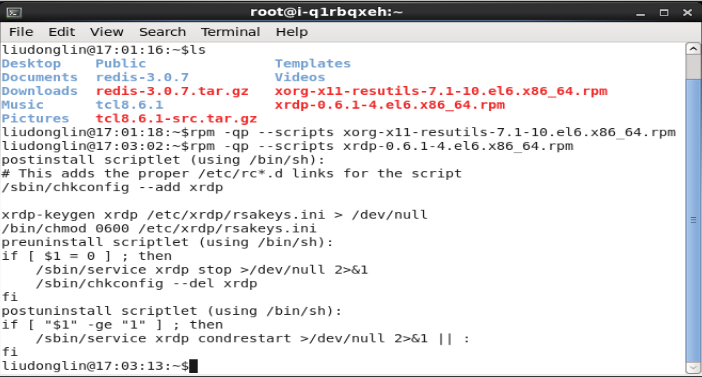 root@i-q1rbqxeh:~
File Edit View Search Terminal Help
liudonglin@17:01:16:~$ls
Desktop Public Templates
Documents redis-3.0.7 Videos
Downloads redis-3.0.7.tar.gz xorg-x11-resutils-7.1-10.el6.x86_64.rpm
Music tcl8.6.1 xrdp-0.6.1-4.el6.x86_64.rpm
Pictures tcl8.6.1-src.tar.gz
liudonglin@17:01:18:~$rpm -qp --scripts xorg-x11-resutils-7.1-10.el6.x86_64.rpm
liudonglin@17:03:02:~$rpm -qp --scripts xrdp-0.6.1-4.el6.x86_64.rpm
postinstall scriptlet (using /bin/sh):
# This adds the proper /etc/rc*.d links for the script
/sbin/chkconfig --add xrdp
xrdp-keygen xrdp /etc/xrdp/rsakeys.ini > /dev/null
/bin/chmod 0600 /etc/xrdp/rsakeys.ini
preuninstall scriptlet (using /bin/sh):
if [ $1 = 0 ] ; then
    /sbin/service xrdp stop >/dev/null 2>&1
    /sbin/chkconfig --del xrdp
fi
postuninstall scriptlet (using /bin/sh):
if [ "$1" -ge "1" ] ; then
    /sbin/service xrdp condrestart >/dev/null 2>&1 || :
fi
liudonglin@17:03:13:~$